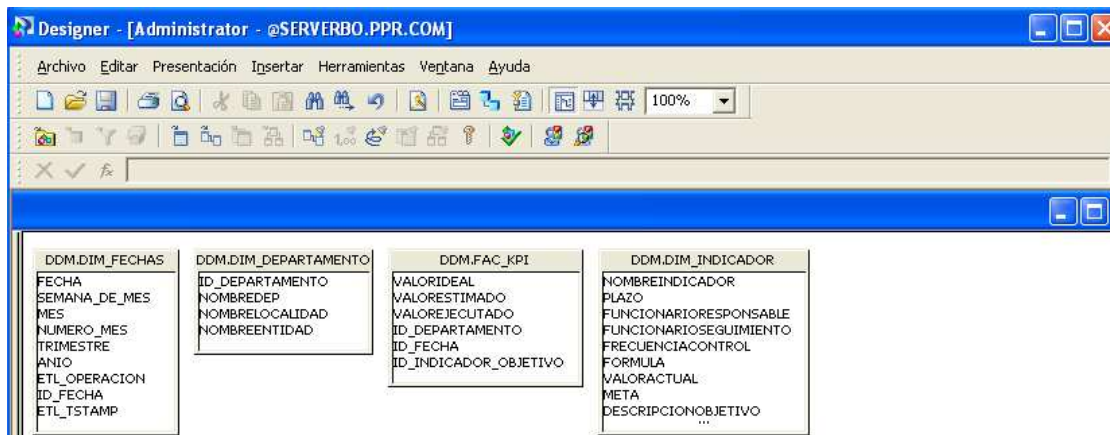 Designer - [Administrator - @SERVERBO.PPR.COM]
Archivo Editar Presentación Insertar Herramientas Ventana Ayuda
100%
DDM.DIM_FECHAS
FECHA
SEMANA_DE_MES
MES
NUMERO_MES
TRIMESTRE
ANIO
ETL_OPERACION
ID_FECHA
ETL_TSTAMP
DDM.DIM_DEPARTAMENTO
ID_DEPARTAMENTO
NOMBREDEP
NOMBRELOCALIDAD
NOMBREENTIDAD
DDM.FAC_KPI
VALORIDEAL
VALORESTIMADO
VALOREJECUTADO
ID_DEPARTAMENTO
ID_FECHA
ID_INDICADOR_OBJETIVO
DDM.DIM_INDICADOR
NOMBREINDICADOR
PLAZO
FUNCIONARIORESPONSABLE
FUNCIONARIOSEGUIMIENTO
FRECUENCIACONTROL
FORMULA
VALORACTUAL
META
DESCRIPCIONOBJETIVO
...